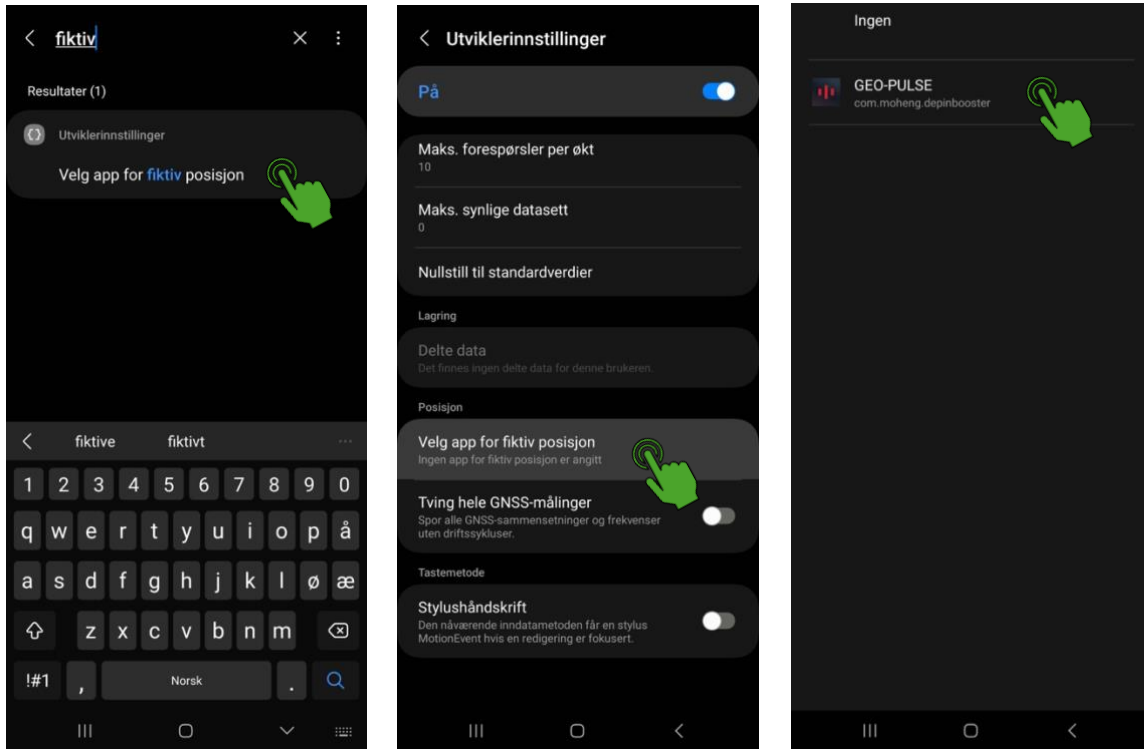 fiktiv
Resultater (1)
Utviklerinnstillinger
Velg app for fiktiv posisjon
fiktive fiktivt
1 2 3 4 5 6 7 8 9 0
q w e r t y u i o p å
a s d f g h j k l ø æ
z x c v b n m
!#1 , Norsk .
Utviklerinnstillinger
På
Maks. forespørsler per økt
10
Maks. synlige datasett
0
Nullstill til standardverdier
Lagring
Delte data
Det finnes ingen delte data for denne brukeren.
Posisjon
Velg app for fiktiv posisjon
Ingen app for fiktiv posisjon er angitt
Tving hele GNSS-målinger
Spor alle GNSS-sammensetninger og frekvenser
uten driftssykluser.
Tastemetode
Stylushåndskrift
Den nåværende inndatametoden får en stylus
MotionEvent hvis en redigering er fokusert.
Ingen
GEO-PULSE
com.moheng.depinbooster